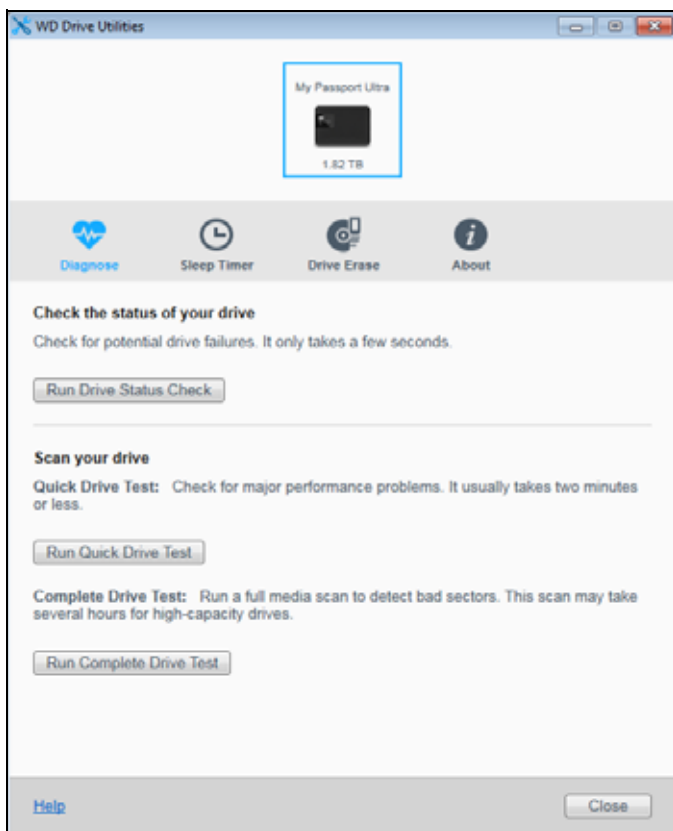 WD Drive Utilities
My Passport Ultra
1.82 TB
Diagnose
Sleep Timer
Drive Erase
About
Check the status of your drive
Check for potential drive failures. It only takes a few seconds.
Run Drive Status Check
Scan your drive
Quick Drive Test: Check for major performance problems. It usually takes two minutes
or less.
Run Quick Drive Test
Complete Drive Test: Run a full media scan to detect bad sectors. This scan may take
several hours for high-capacity drives.
Run Complete Drive Test
Help
Close